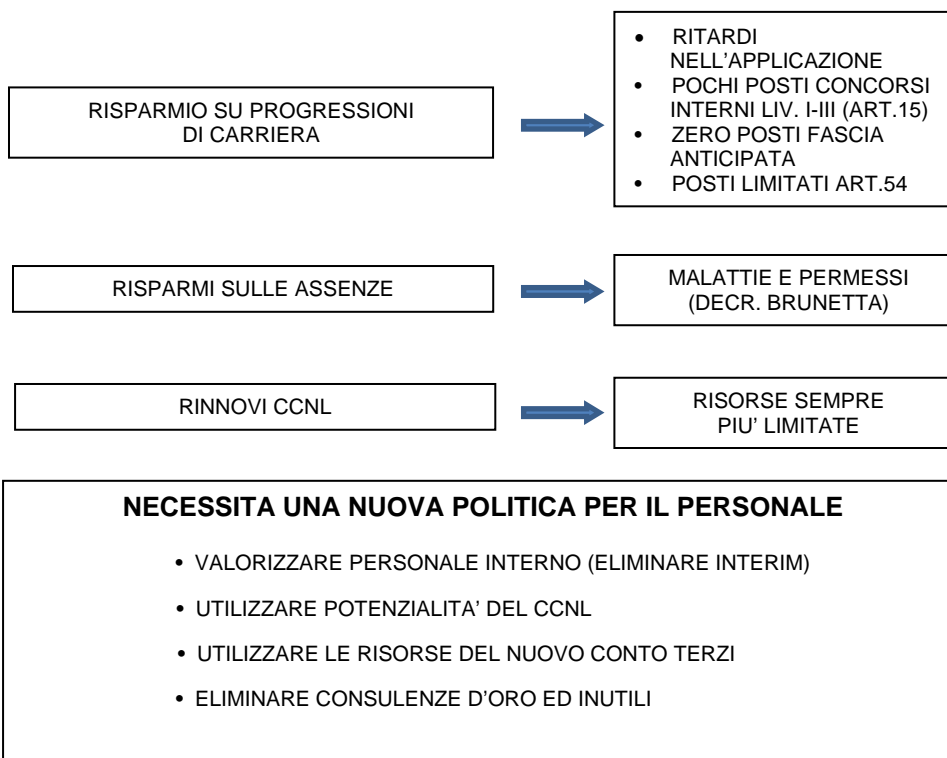 RISPARMIO SU PROGRESSIONI
DI CARRIERA
• RITARDI
NELL'APPLICAZIONE
• POCHI POSTI CONCORSI
INTERNI LIV. I-III (ART.15)
• ZERO POSTI FASCIA
ANTICIPATA
• POSTI LIMITATI ART.54
RISPARMI SULLE ASSENZE
MALATTIE E PERMESSI
(DECR. BRUNETTA)
RINNOVI CCNL
RISORSE SEMPRE
PIU' LIMITATE
NECESSITA UNA NUOVA POLITICA PER IL PERSONALE
• VALORIZZARE PERSONALE INTERNO (ELIMINARE INTERIM)
• UTILIZZARE POTENZIALITA' DEL CCNL
• UTILIZZARE LE RISORSE DEL NUOVO CONTO TERZI
• ELIMINARE CONSULENZE D'ORO ED INUTILI